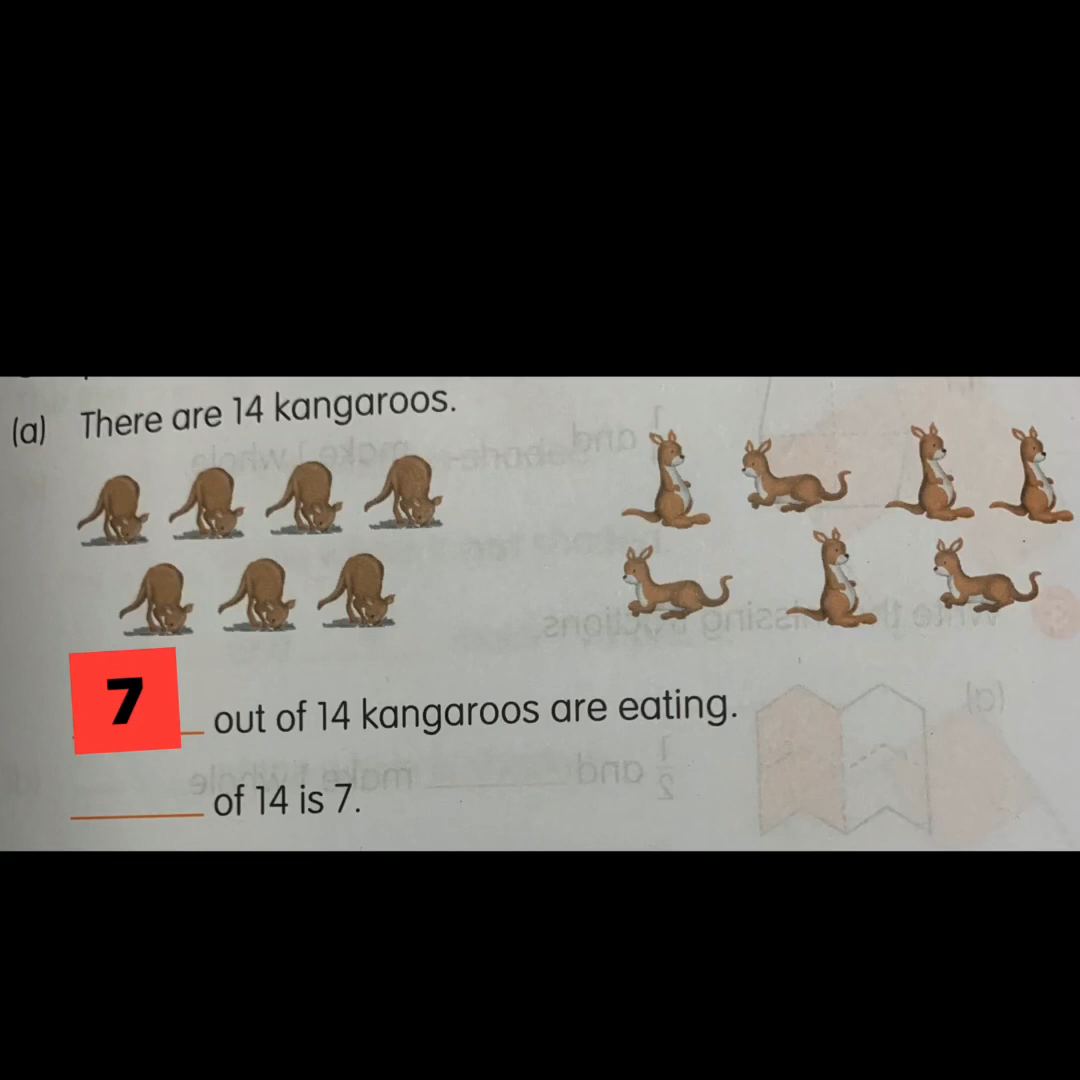 (a) There are 14 kangaroos.
7 out of 14 kangaroos are eating.
of 14 is 7.